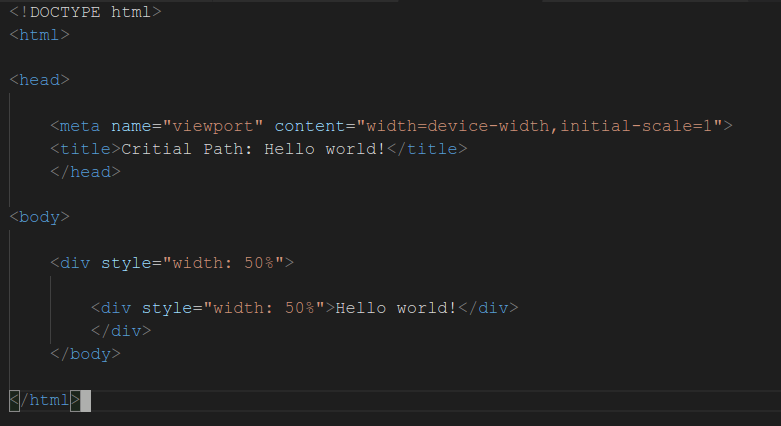 <!DOCTYPE html>
<html>
<head>
<meta name="viewport" content="width=device-width,initial-scale=1">
<title>Critial Path: Hello world!</title>
</head>
<body>
<div style="width: 50%">
<div style="width: 50%">Hello world!</div>
</div>
</body>
</html>